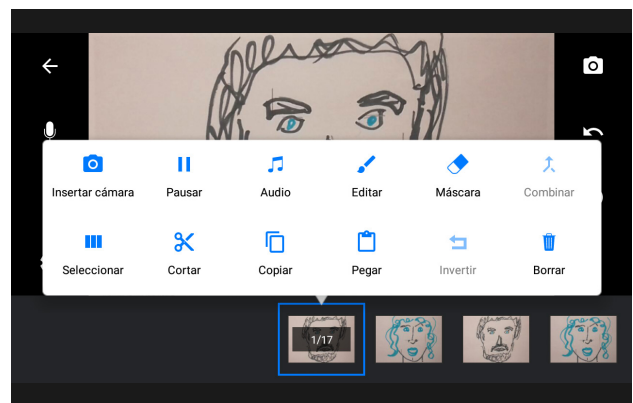 Insertar cámara Pausar Audio Editar Máscara Combinar
Seleccionar Cortar Copiar Pegar Invertir Borrar
1/17